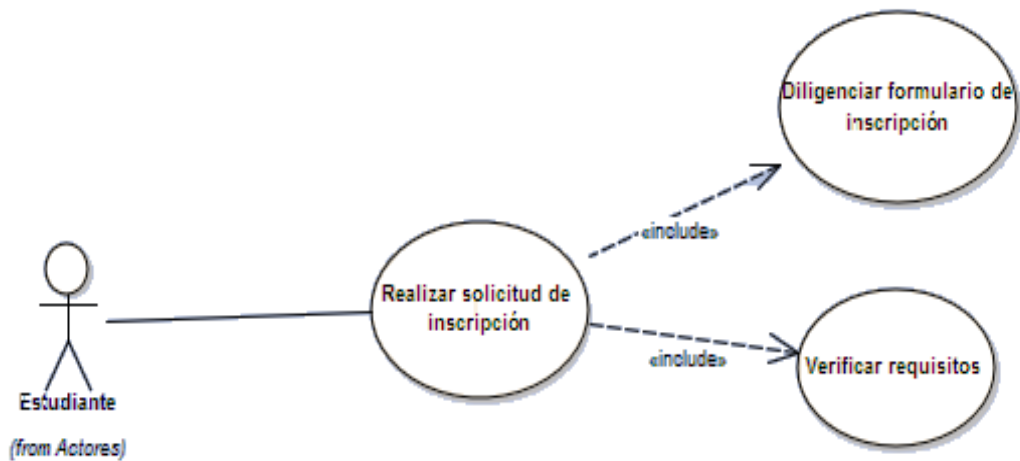 Diligenciar formulario de
inscripción
«include»
Realizar solicitud de
inscripción
«include»
Verificar requisitos
Estudiante
(from Actores)